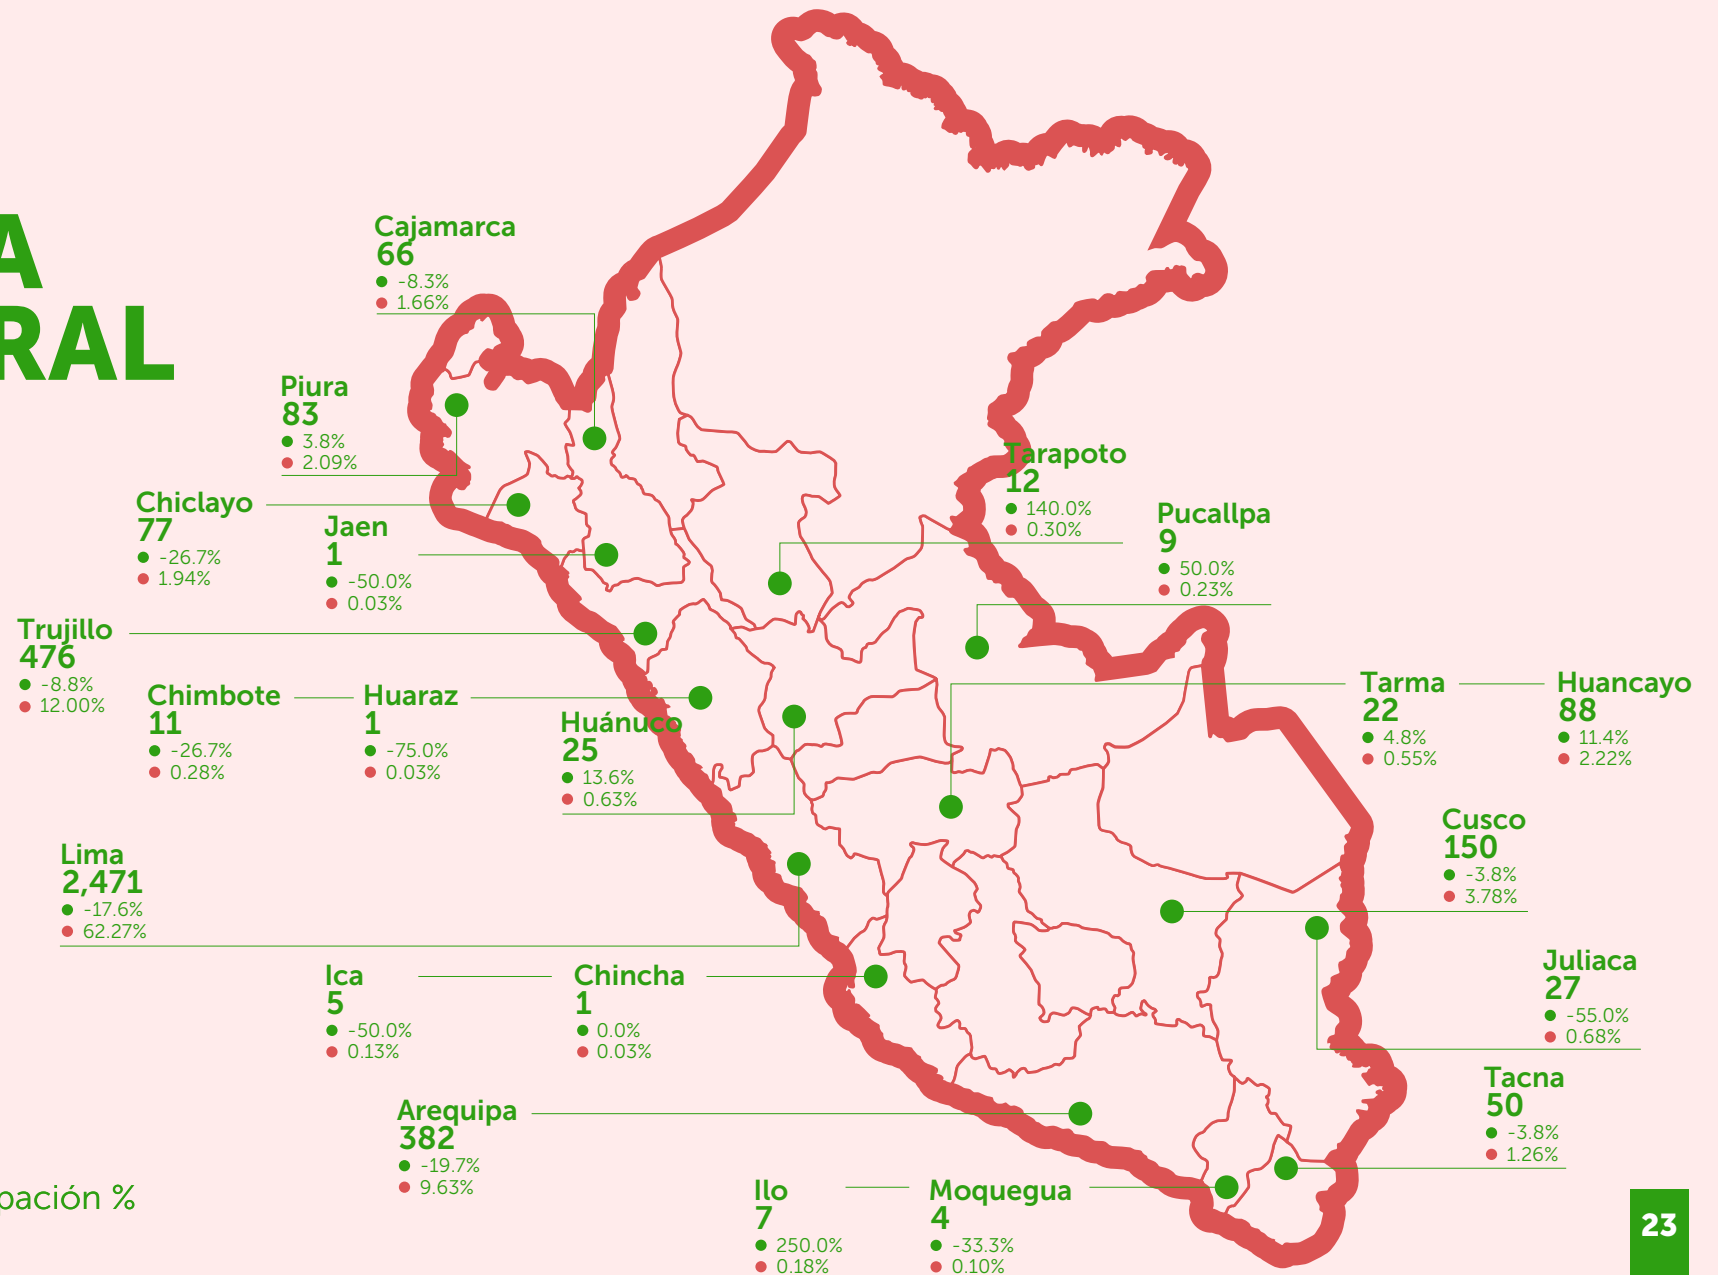 A
RAL
Cajamarca
66
-8.3%
1.66%
Piura
83
3.8%
2.09%
Chiclayo
77
-26.7%
1.94%
Jaen
1
-50.0%
0.03%
Tarapoto
12
140.0%
0.30%
Pucallpa
9
50.0%
0.23%
Trujillo
476
-8.8%
12.00%
Chimbote
11
-26.7%
0.28%
Huaraz
1
-75.0%
0.03%
Huánuco
25
13.6%
0.63%
Tarma
22
4.8%
0.55%
Huancayo
88
11.4%
2.22%
Cusco
150
-3.8%
3.78%
Lima
2,471
-17.6%
62.27%
Ica
5
-50.0%
0.13%
Chincha
1
0.0%
0.03%
Juliaca
27
-55.0%
0.68%
Tacna
50
-3.8%
1.26%
Arequipa
382
-19.7%
9.63%
Ilo
7
250.0%
0.18%
Moquegua
4
-33.3%
0.10%
pación %
23